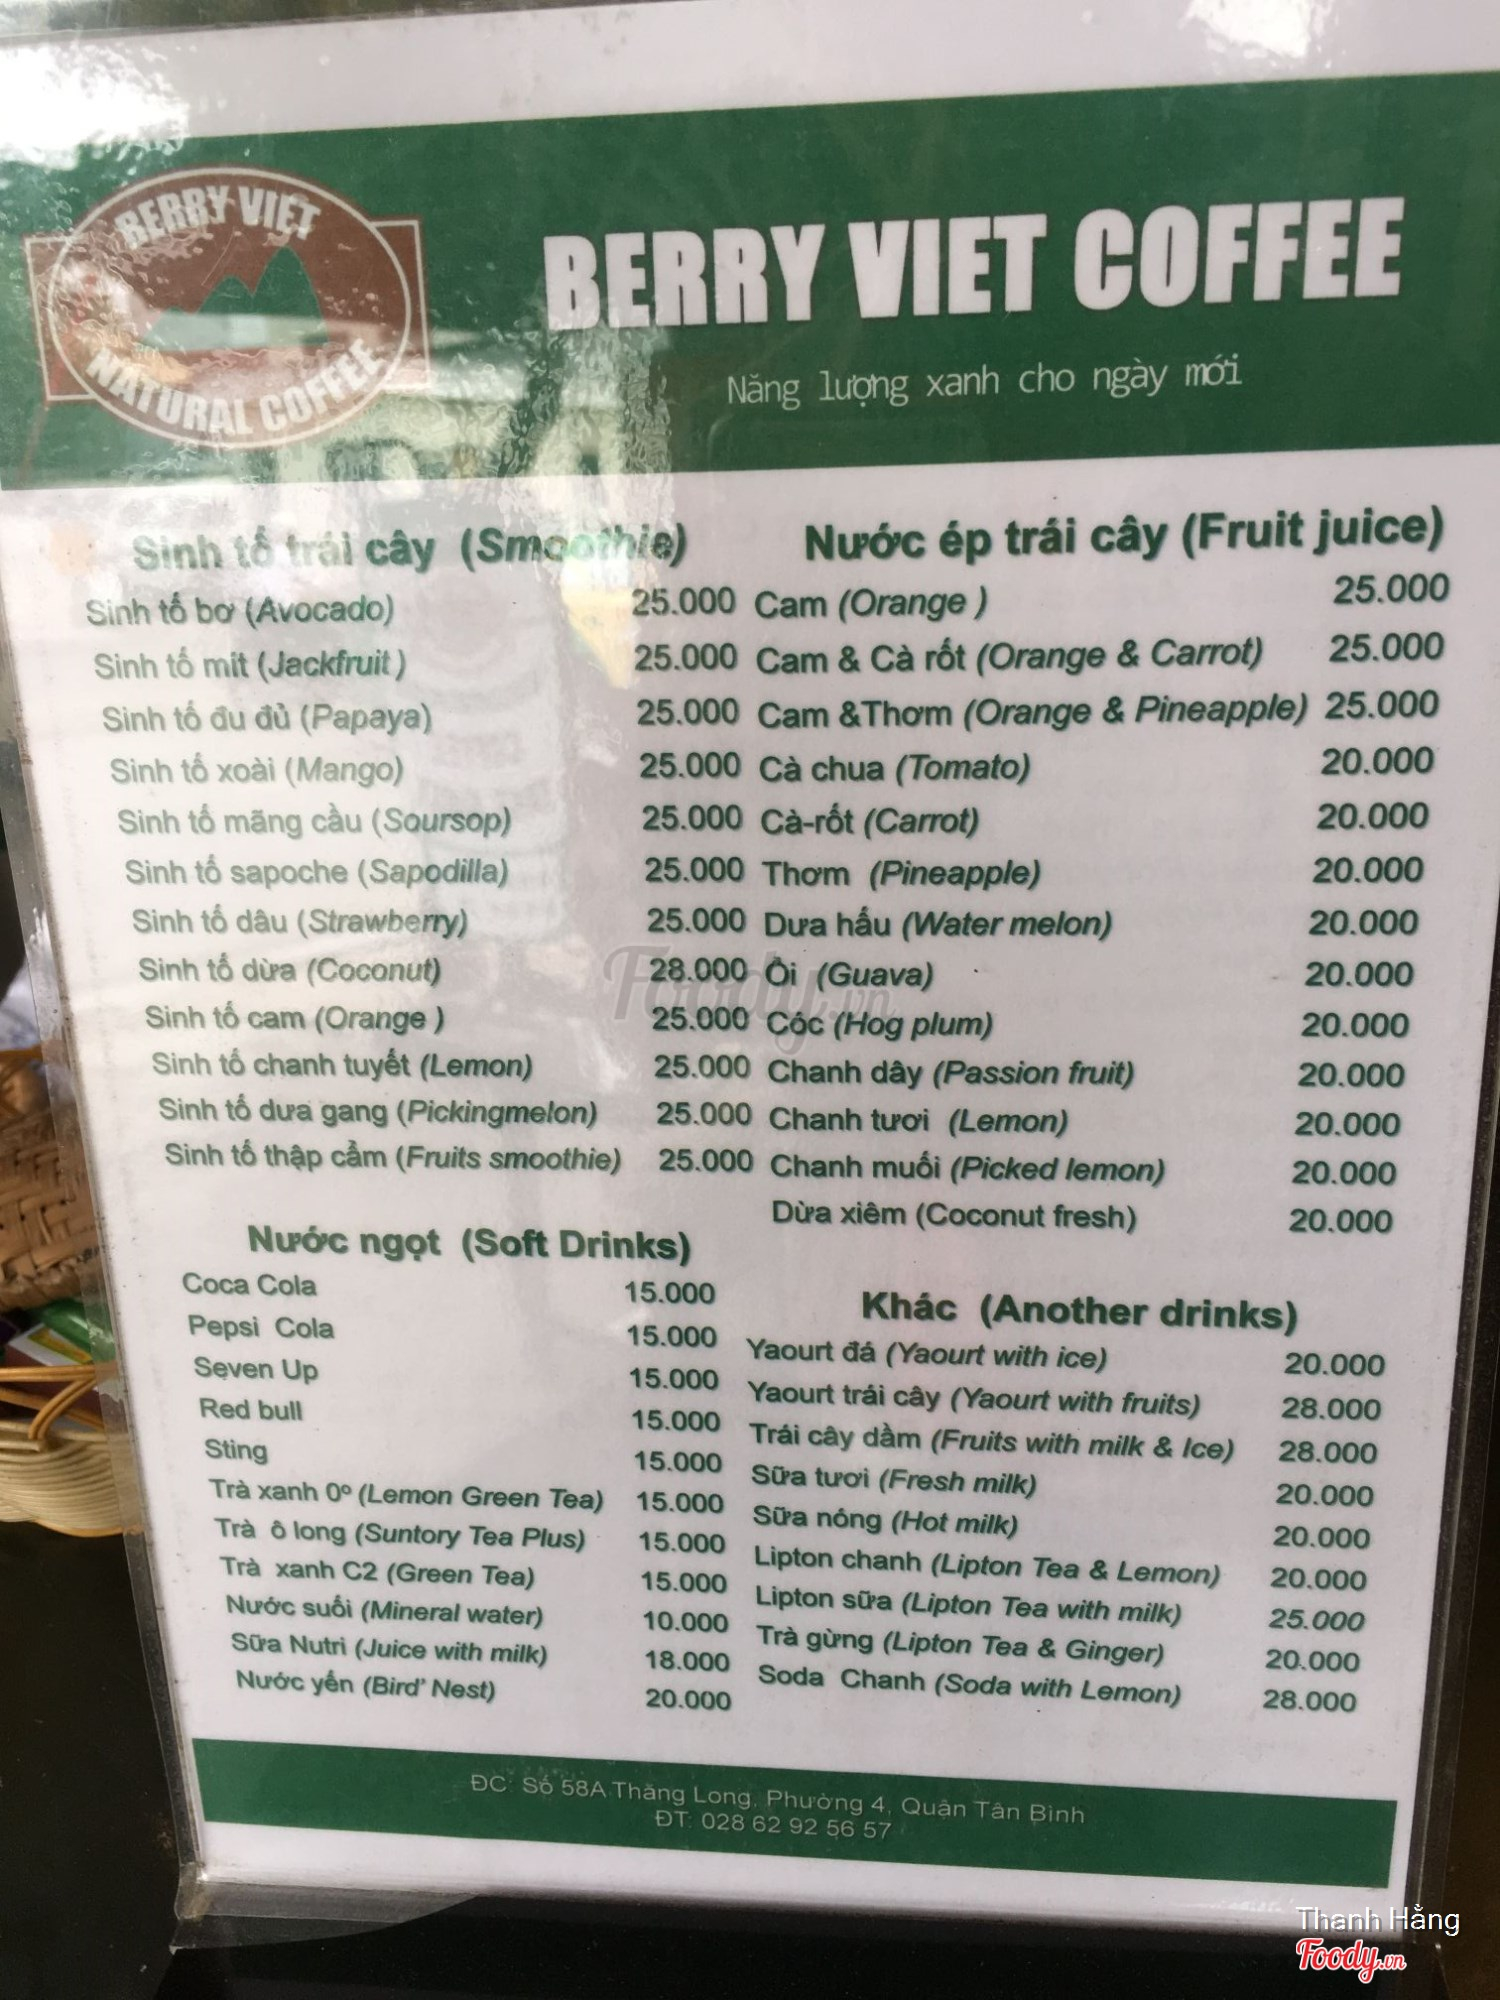 BERRY VIỆT
NATURAL COFFEE
BERRY VIET COFFEE
Năng lượng xanh cho ngày mới
Sinh tố trái cây (Smoothie)
Sinh tố bơ (Avocado) 25.000
Sinh tố mít (Jackfruit ) 25.000
Sinh tố đu đủ (Papaya) 25.000
Sinh tố xoài (Mango) 25.000
Sinh tố mãng cầu (Soursop) 25.000
Sinh tố sapoche (Sapodilla) 25.000
Sinh tố dâu (Strawberry) 25.000
Sinh tố dừa (Coconut) 28.000
Sinh tố cam (Orange ) 25.000
Sinh tố chanh tuyết (Lemon) 25.000
Sinh tố dưa gang (Pickingmelon) 25.000
Sinh tố thập cẩm (Fruits smoothie) 25.000
Nước ngọt (Soft Drinks)
Coca Cola 15.000
Pepsi Cola 15.000
Seven Up 15.000
Red bull 15.000
Sting 15.000
Trà xanh 0º (Lemon Green Tea) 15.000
Trà ô long (Suntory Tea Plus) 15.000
Trà xanh C2 (Green Tea) 15.000
Nước suối (Mineral water) 10.000
Sữa Nutri (Juice with milk) 18.000
Nước yến (Bird' Nest) 20.000
Nước ép trái cây (Fruit juice)
Cam (Orange ) 25.000
Cam & Cà rốt (Orange & Carrot) 25.000
Cam &Thơm (Orange & Pineapple) 25.000
Cà chua (Tomato) 20.000
Cà-rốt (Carrot) 20.000
Thơm (Pineapple) 20.000
Dưa hấu (Water melon) 20.000
Ổi (Guava) 20.000
Cóc (Hog plum) 20.000
Chanh dây (Passion fruit) 20.000
Chanh tươi (Lemon) 20.000
Chanh muối (Picked lemon) 20.000
Dừa xiêm (Coconut fresh) 20.000
Khác (Another drinks)
Yaourt đá (Yaourt with ice) 20.000
Yaourt trái cây (Yaourt with fruits) 28.000
Trái cây dầm (Fruits with milk & Ice) 28.000
Sữa tươi (Fresh milk) 20.000
Sữa nóng (Hot milk) 20.000
Lipton chanh (Lipton Tea & Lemon) 20.000
Lipton sữa (Lipton Tea with milk) 25.000
Trà gừng (Lipton Tea & Ginger) 20.000
Soda Chanh (Soda with Lemon) 28.000
ĐC: Số 58A Thăng Long, Phường 4, Quận Tân Bình
ĐT: 028 62 92 56 57
Foody.vn
Thanh Hằng
Foody.vn